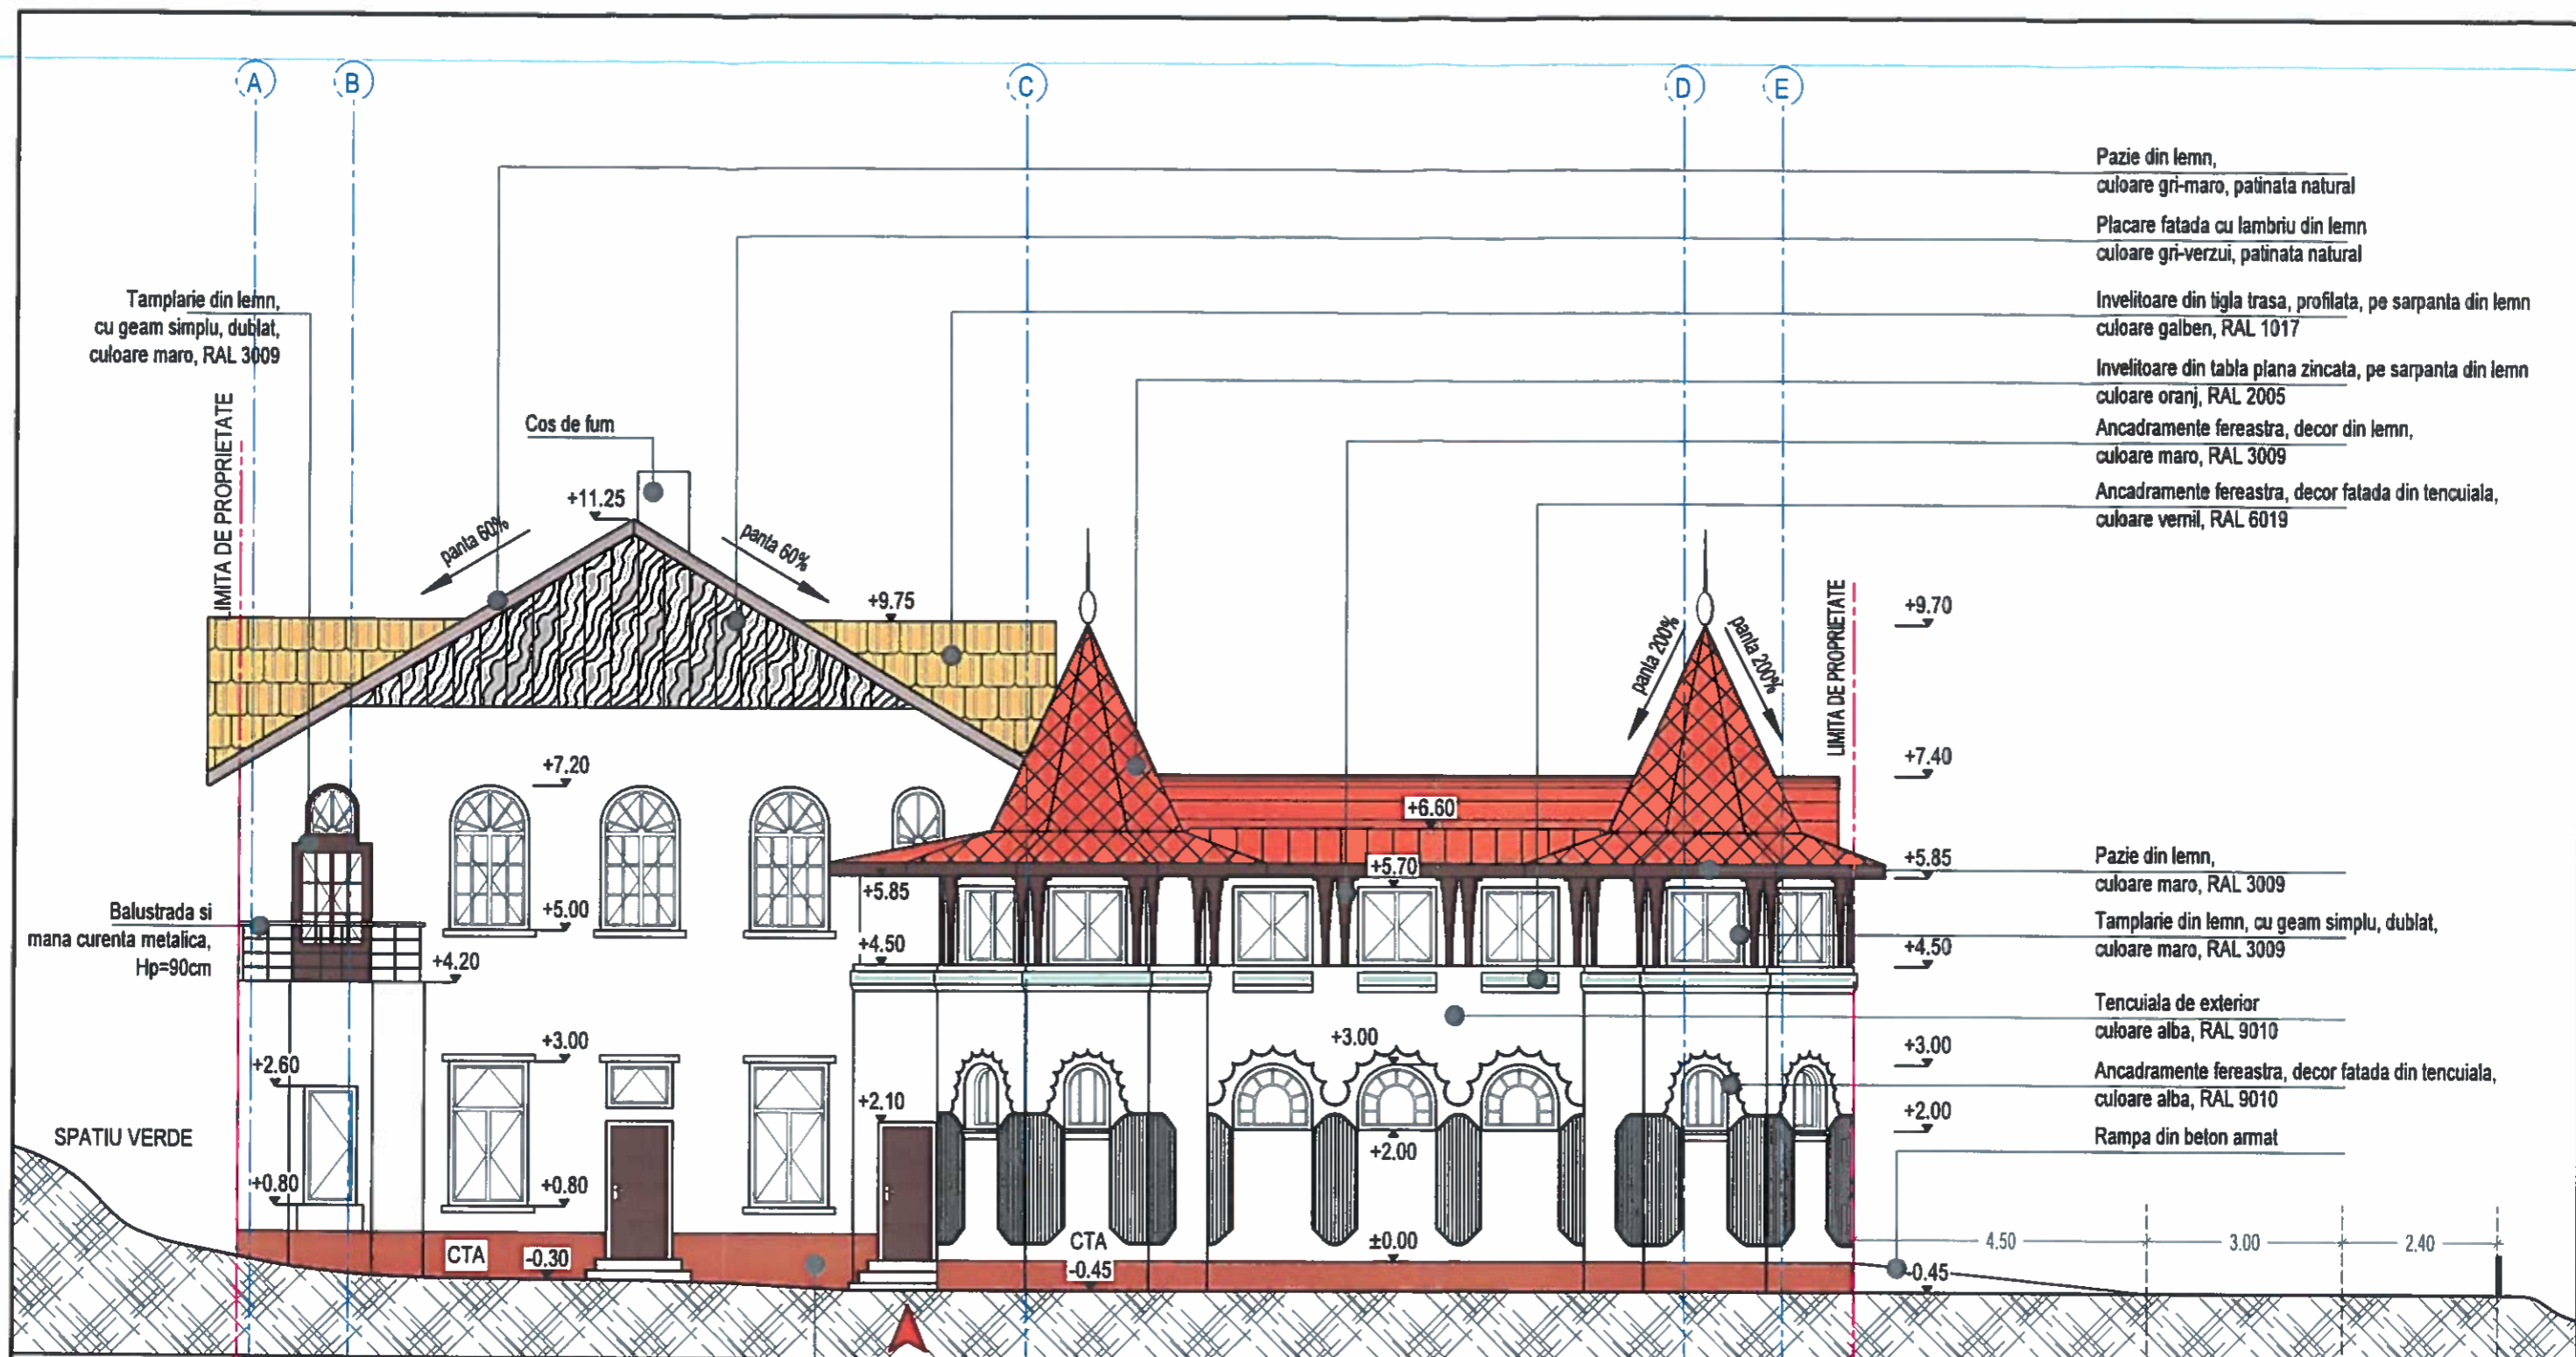 A
B
C
D
E
Pazie din lemn,
culoare gri-maro, patinata natural
Placare fatada cu lambriu din lemn
culoare gri-verzui, patinata natural
Tamplarie din lemn,
cu geam simplu, dublat,
culoare maro, RAL 3009
Invelitoare din tigla trasa, profilata, pe sarpanta din lemn
culoare galben, RAL 1017
Invelitoare din tabla plana zincata, pe sarpanta din lemn
culoare oranj, RAL 2005
Ancadramente fereastra, decor din lemn,
culoare maro, RAL 3009
Ancadramente fereastra, decor fatada din tencuiala,
culoare vernil, RAL 6019
LIMITA DE PROPRIETATE
Cos de fum
+11.25
panta 60%
panta 60%
+9.75
panta 200%
panta 200%
LIMITA DE PROPRIETATE
+9.70
+7.20
+7.40
+6.60
+5.70
+5.85
+5.85
Pazie din lemn,
culoare maro, RAL 3009
Balustrada si
mana curenta metalica,
Hp=90cm
+5.00
+4.20
+4.50
+4.50
Tamplarie din lemn, cu geam simplu, dublat,
culoare maro, RAL 3009
Tencuiala de exterior
culoare alba, RAL 9010
+2.60
+3.00
+3.00
+3.00
Ancadramente fereastra, decor fatada din tencuiala,
culoare alba, RAL 9010
+2.10
+2.00
+2.00
Rampa din beton armat
SPATIU VERDE
+0.80
+0.80
CTA
-0.30
CTA
-0.45
±0.00
-0.45
4.50
3.00
2.40